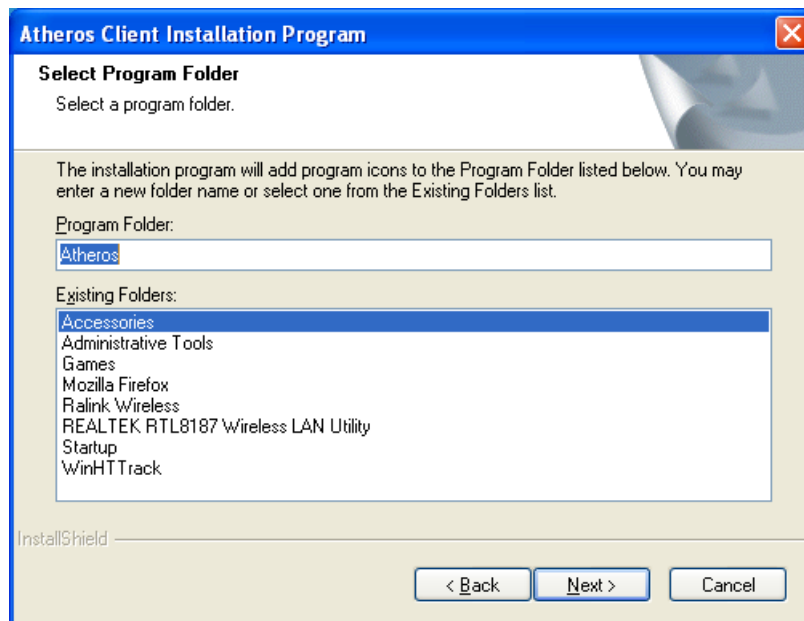 Atheros Client Installation Program
Select Program Folder
Select a program folder.
The installation program will add program icons to the Program Folder listed below. You may
enter a new folder name or select one from the Existing Folders list.
Program Folder:
Atheros
Existing Folders:
Accessories
Administrative Tools
Games
Mozilla Firefox
Ralink Wireless
REALTEK RTL8187 Wireless LAN Utility
Startup
WinHTTrack
InstallShield
< Back Next > Cancel